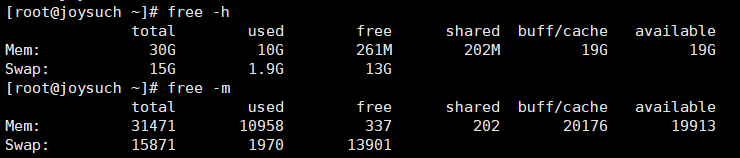 [root@joysuch ~]# free -h
              total        used        free      shared  buff/cache   available
Mem:            30G         10G        261M        202M         19G         19G
Swap:           15G        1.9G         13G
[root@joysuch ~]# free -m
              total        used        free      shared  buff/cache   available
Mem:          31471       10958         337         202       20176       19913
Swap:         15871        1970       13901